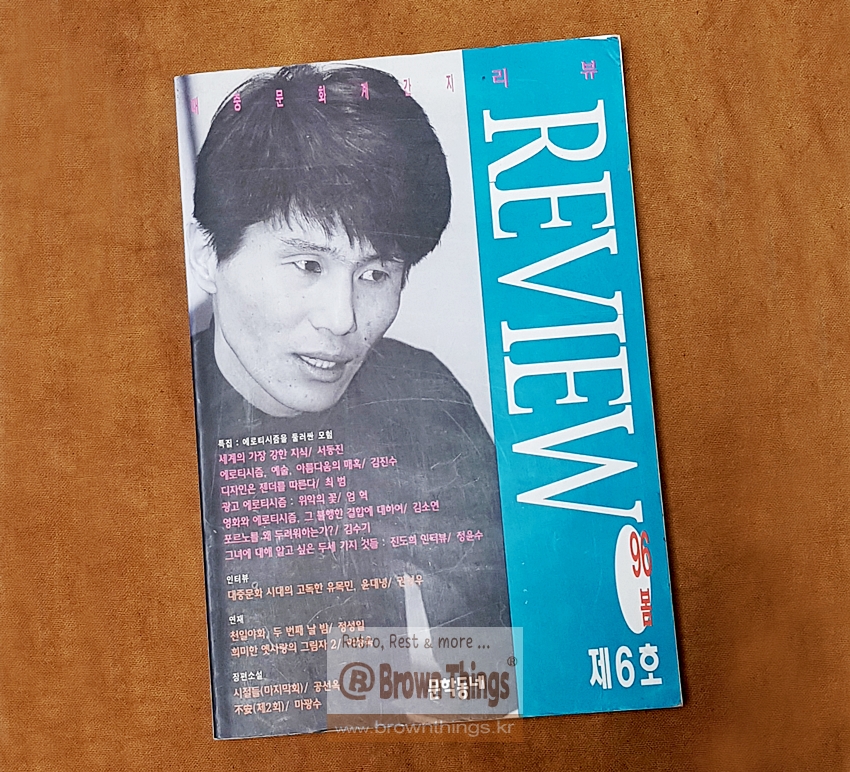 대중문화계간지 리뷰
REVIEW
96
봄
제6호
특집 : 에로티시즘을 둘러싼 모험
세계의 가장 강한 지식/ 서동진
에로티시즘, 예술, 아름다움의 매혹/ 김진수
디자인은 젠더를 따른다/ 최 범
광고 에로티시즘 : 위악의 꽃/ 엄 혁
영화와 에로티시즘, 그 불행한 결합에 대하여/ 김소연
포르노를 왜 두려워하는가?/ 김수기
그녀에 대해 알고 싶은 두세 가지 것들 : 진도희 인터뷰/ 정윤수
인터뷰
대중문화 시대의 고독한 유목민, 윤대녕/
연재
천일야화, 두 번째 날 밤/ 정성일
희미한 옛사랑의 그림자 2/
장편소설
시절들(마지막회)/ 공선옥
不安(제2회)/ 마광수
문학동네
Retro, Rest & more ...
B Brown Things ®
www.brownthings.kr